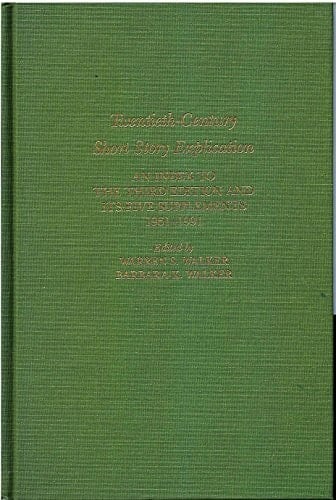 Twentieth-Century
Short Story Explication
AN INDEX TO
THE THIRD EDITION AND
ITS FIVE SUPPLEMENTS
1961–1991
Edited by
WARREN S. WALKER
BARBARA K. WALKER